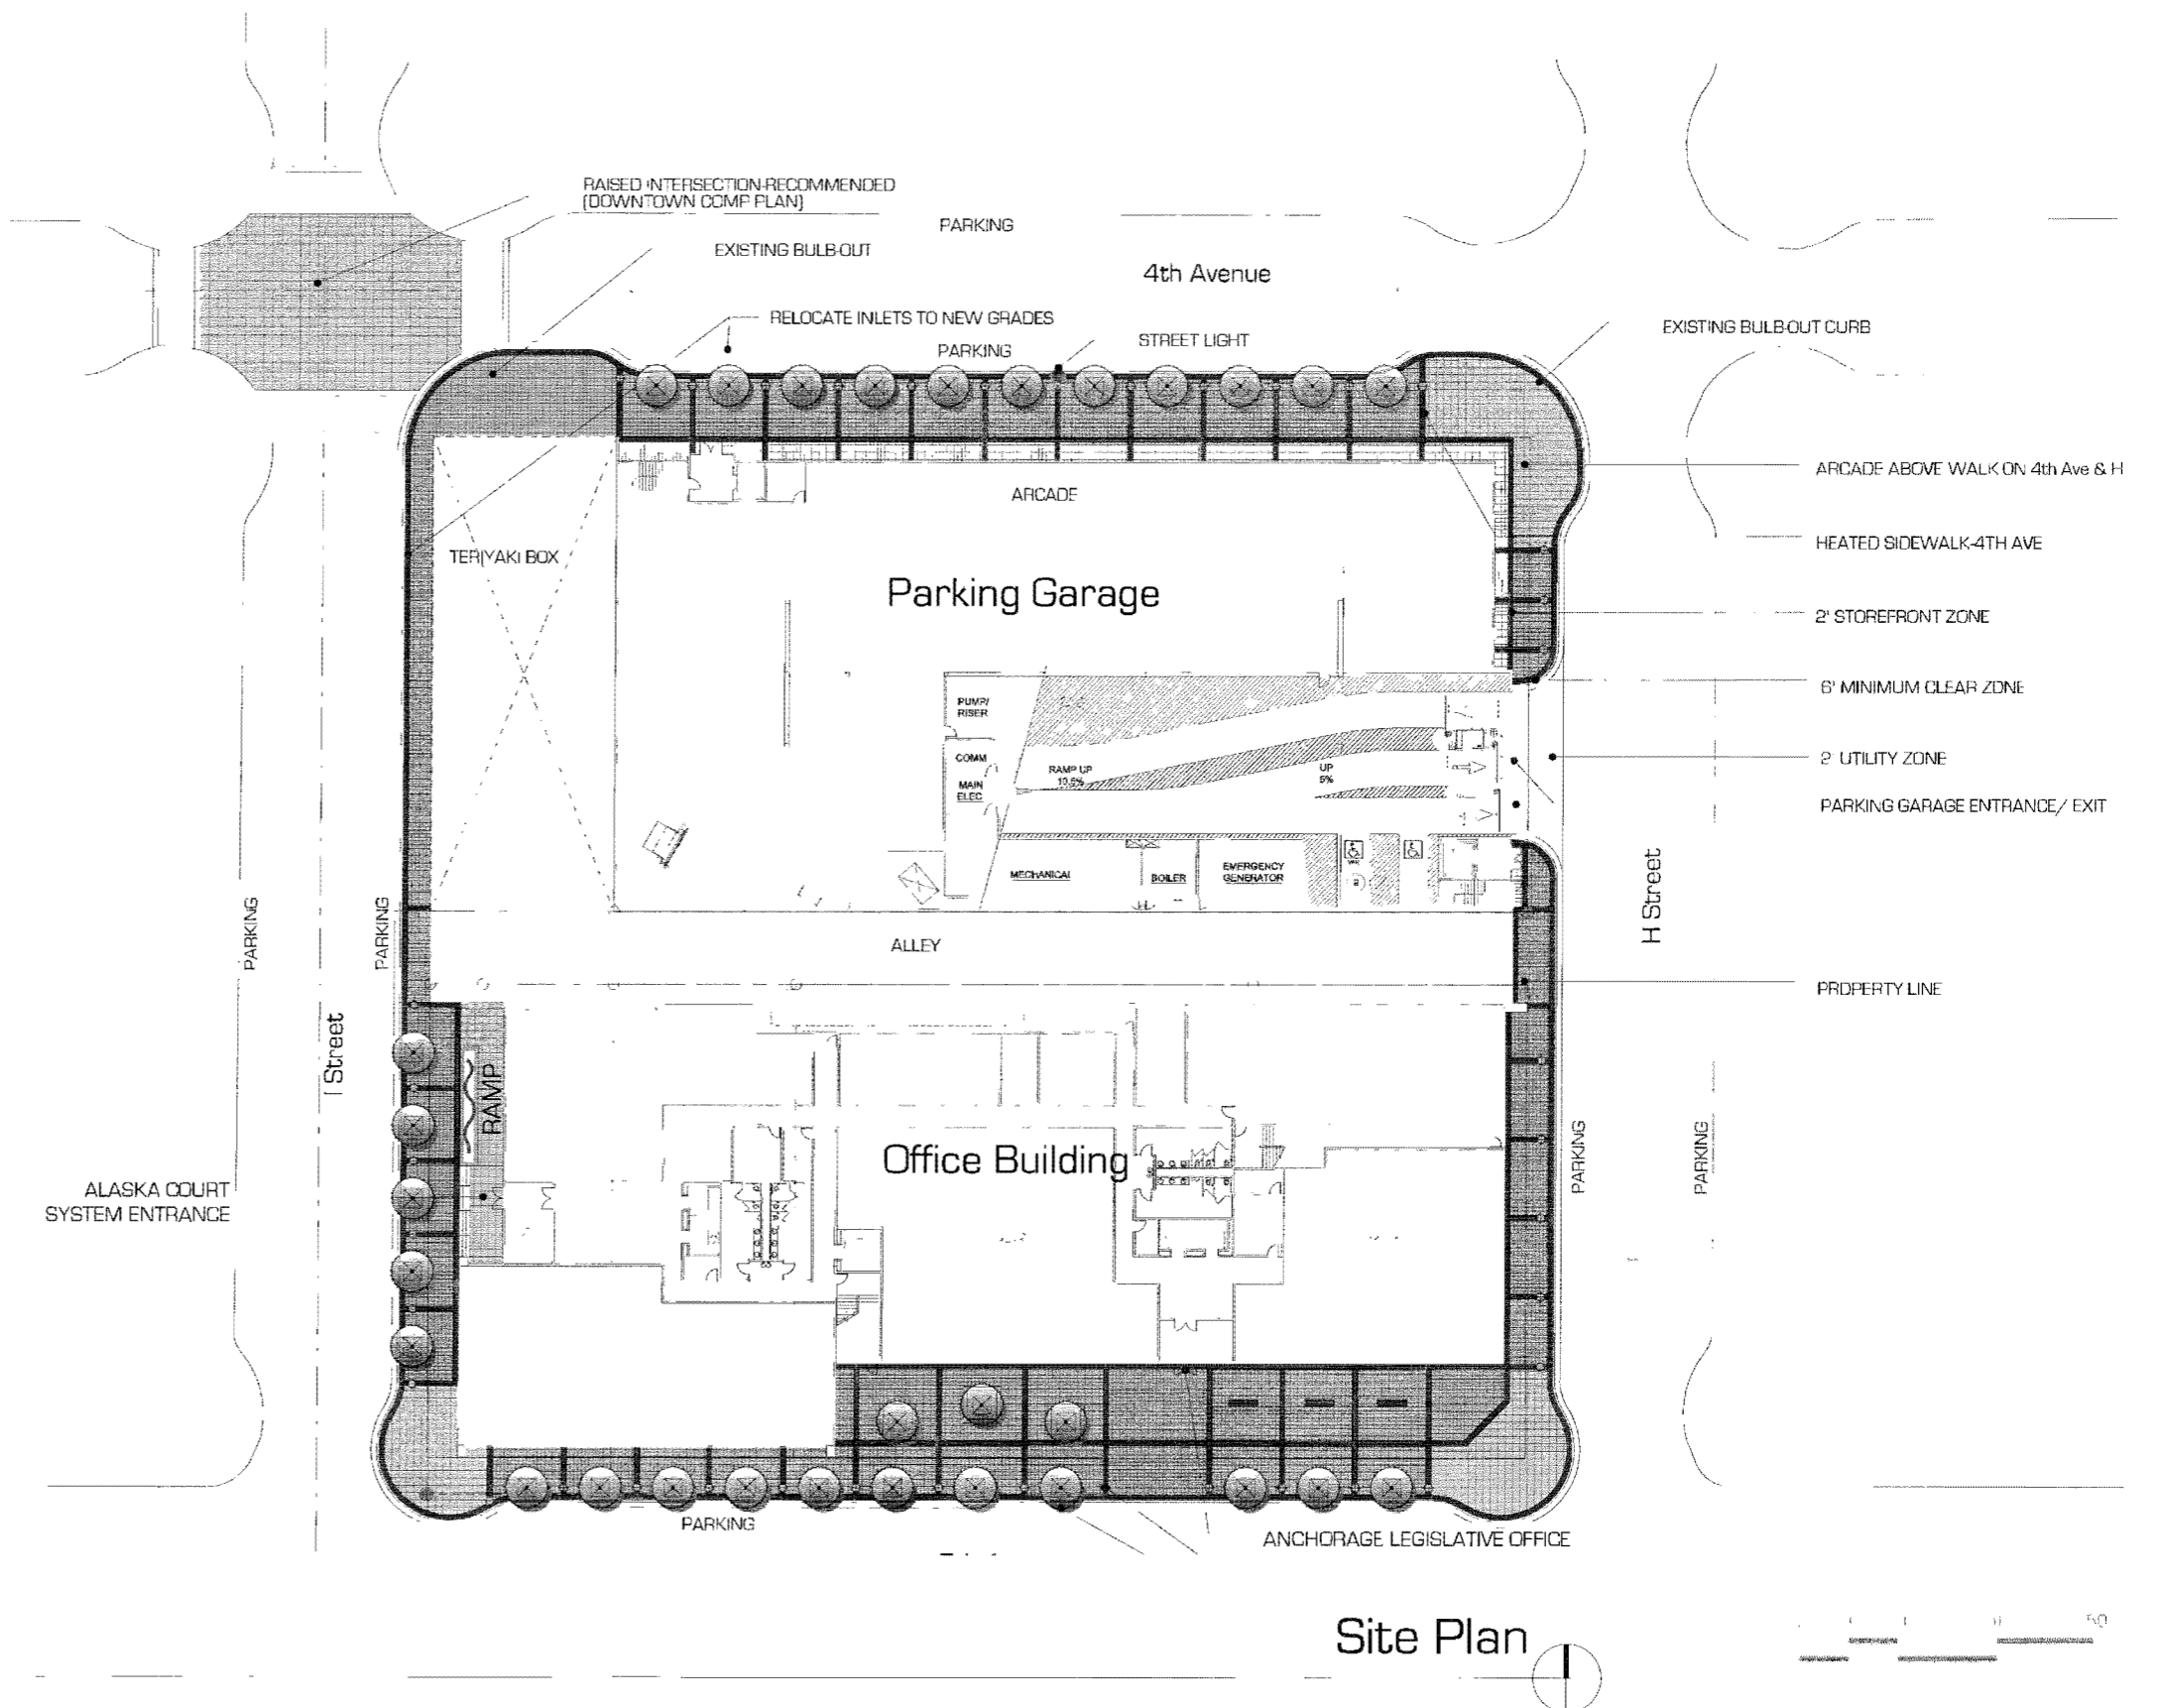 RAISED INTERSECTION-RECOMMENDED
(DOWNTOWN COMP PLAN)
PARKING
EXISTING BULB-OUT
4th Avenue
RELOCATE INLETS TO NEW GRADES
PARKING
STREET LIGHT
EXISTING BULB-OUT CURB
ARCADE ABOVE WALK ON 4th Ave & H
ARCADE
HEATED SIDEWALK-4TH AVE
TERIYAKI BOX
Parking Garage
2' STOREFRONT ZONE
6' MINIMUM CLEAR ZONE
PUMP/
RISER
COMM
MAIN
ELEC
RAMP UP
10.5%
UP
5%
2' UTILITY ZONE
PARKING GARAGE ENTRANCE/ EXIT
MECHANICAL
BOILER
EMERGENCY
GENERATOR
H Street
PARKING
PARKING
ALLEY
PROPERTY LINE
I Street
RAMP
Office Building
PARKING
PARKING
ALASKA COURT
SYSTEM ENTRANCE
PARKING
ANCHORAGE LEGISLATIVE OFFICE
Site Plan
50